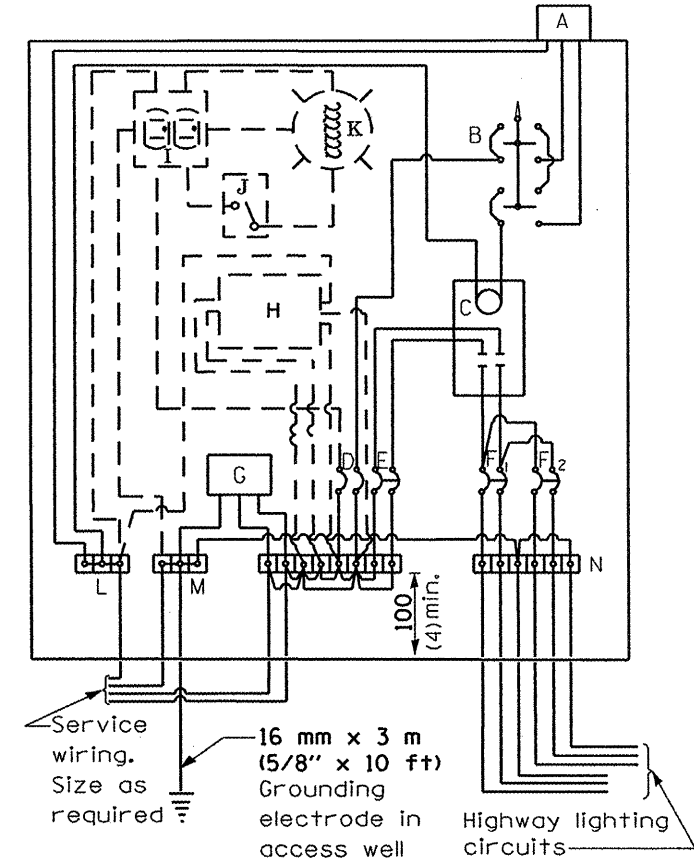 A
B
K
I
J
C
H
D
E
F1
F2
G
L
M
N
100
(4) min.
Service
wiring.
Size as
required
16 mm x 3 m
(5/8" x 10 ft)
Grounding
electrode in
access well
Highway lighting
circuits